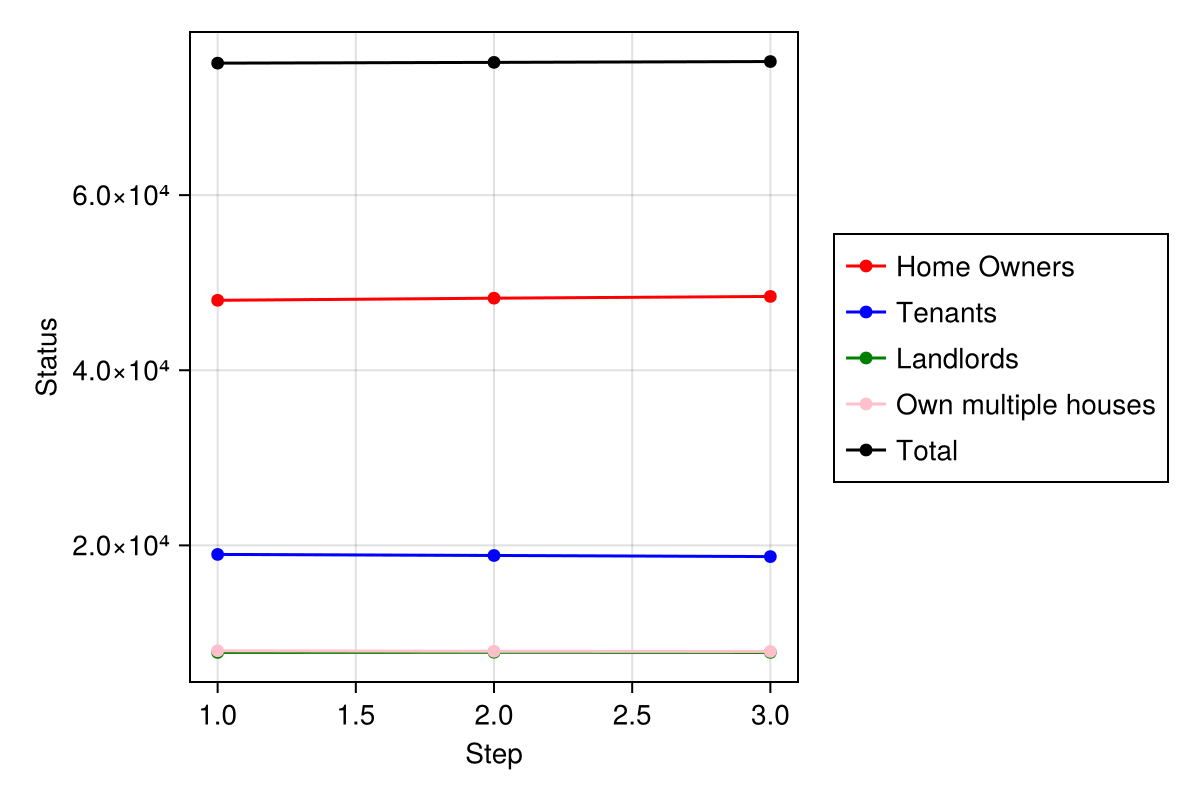 6.0×10⁴
4.0×10⁴
2.0×10⁴
Status
1.0 1.5 2.0 2.5 3.0
Step
Home Owners
Tenants
Landlords
Own multiple houses
Total